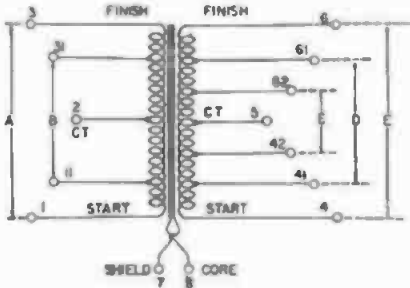 3 FINISH FINISH 6
31 61
62
A B 2 CT CT 5 E D C
42
11 41
START START
1 4
SHIELD CORE
7 8